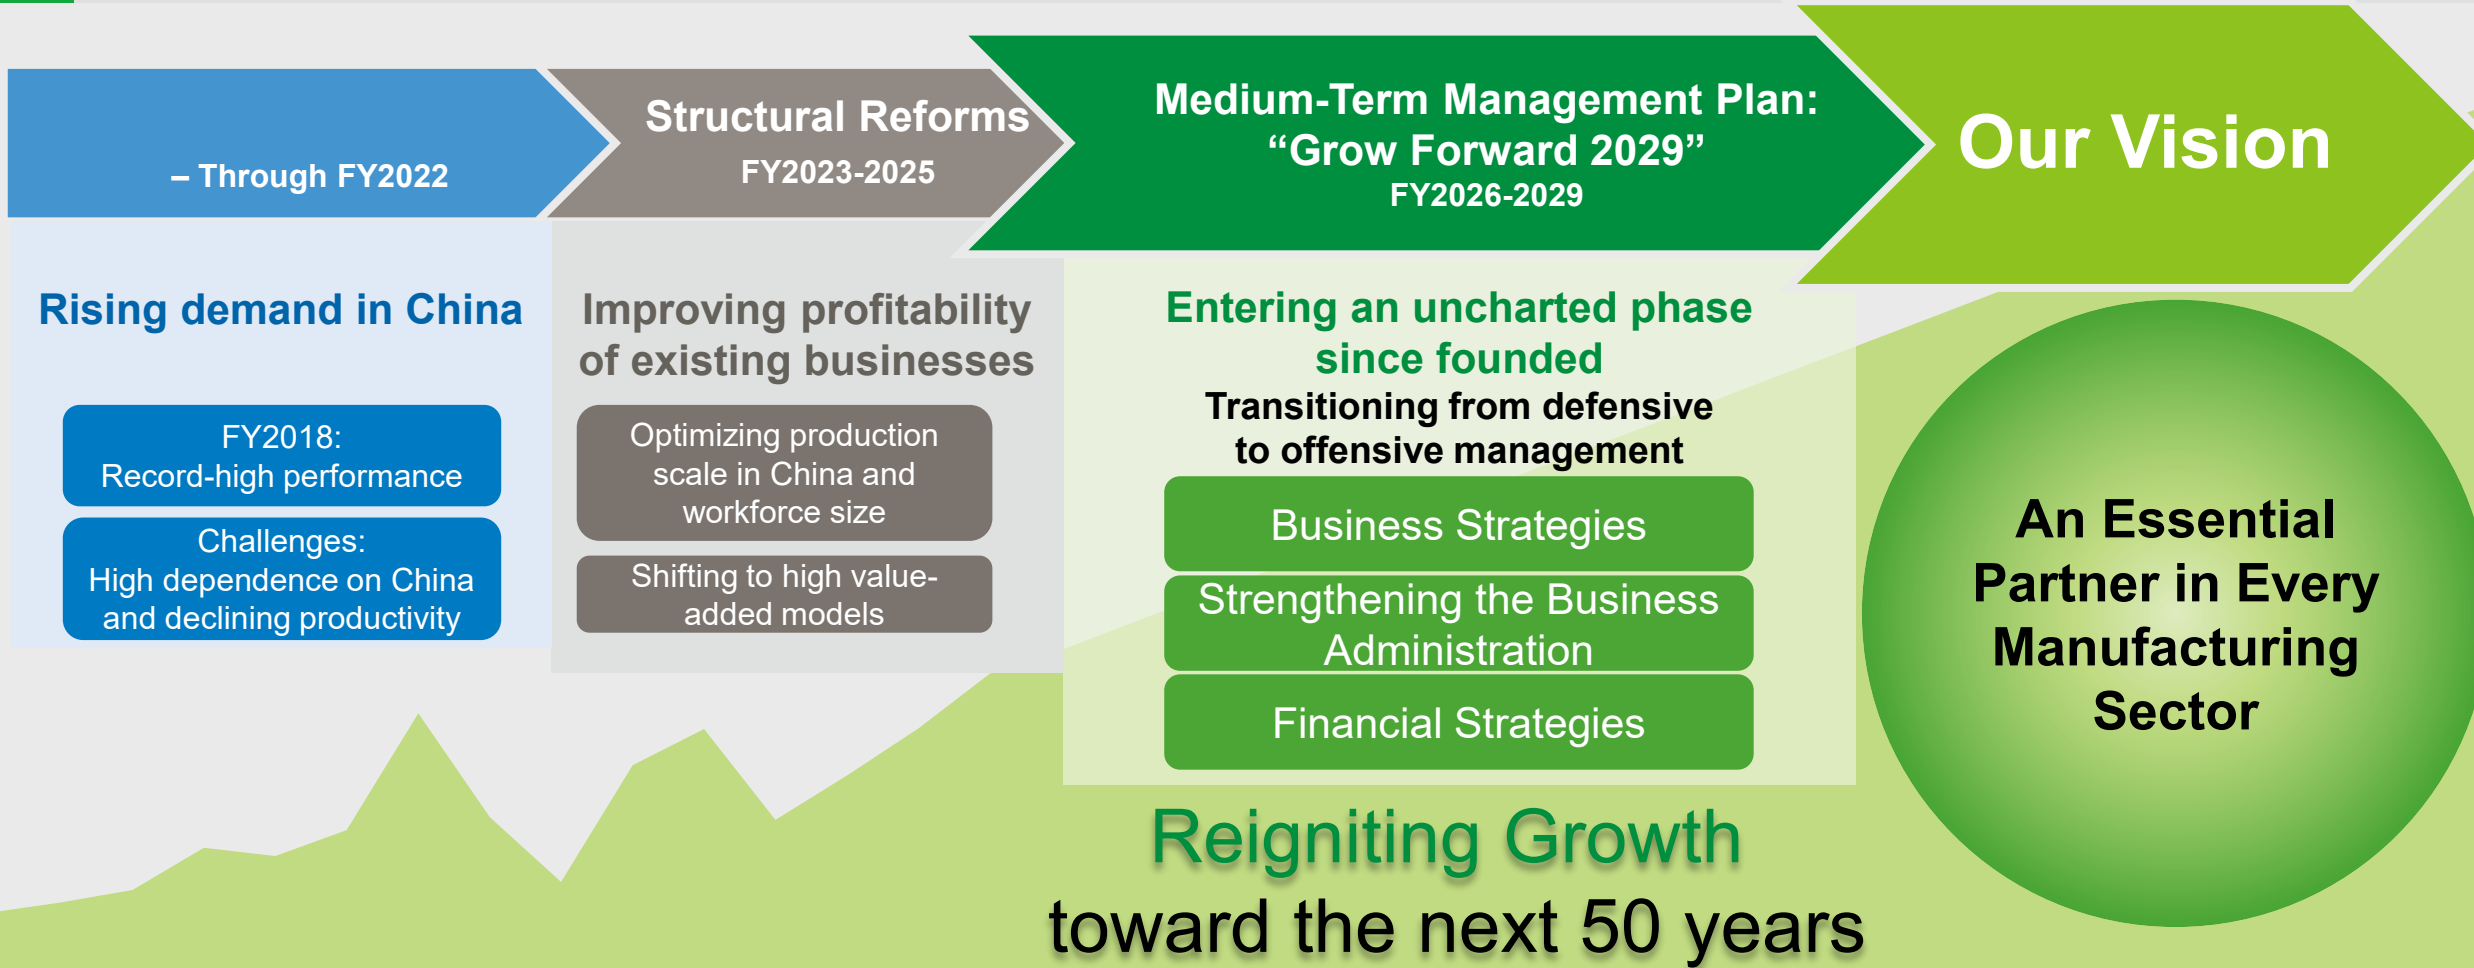 – Through FY2022
Structural Reforms
FY2023-2025
Medium-Term Management Plan:
“Grow Forward 2029”
FY2026-2029
Our Vision
Rising demand in China
FY2018:
Record-high performance
Challenges:
High dependence on China
and declining productivity
Improving profitability
of existing businesses
Optimizing production
scale in China and
workforce size
Shifting to high value-
added models
Entering an uncharted phase
since founded
Transitioning from defensive
to offensive management
Business Strategies
Strengthening the Business
Administration
Financial Strategies
Reigniting Growth
toward the next 50 years
An Essential
Partner in Every
Manufacturing
Sector